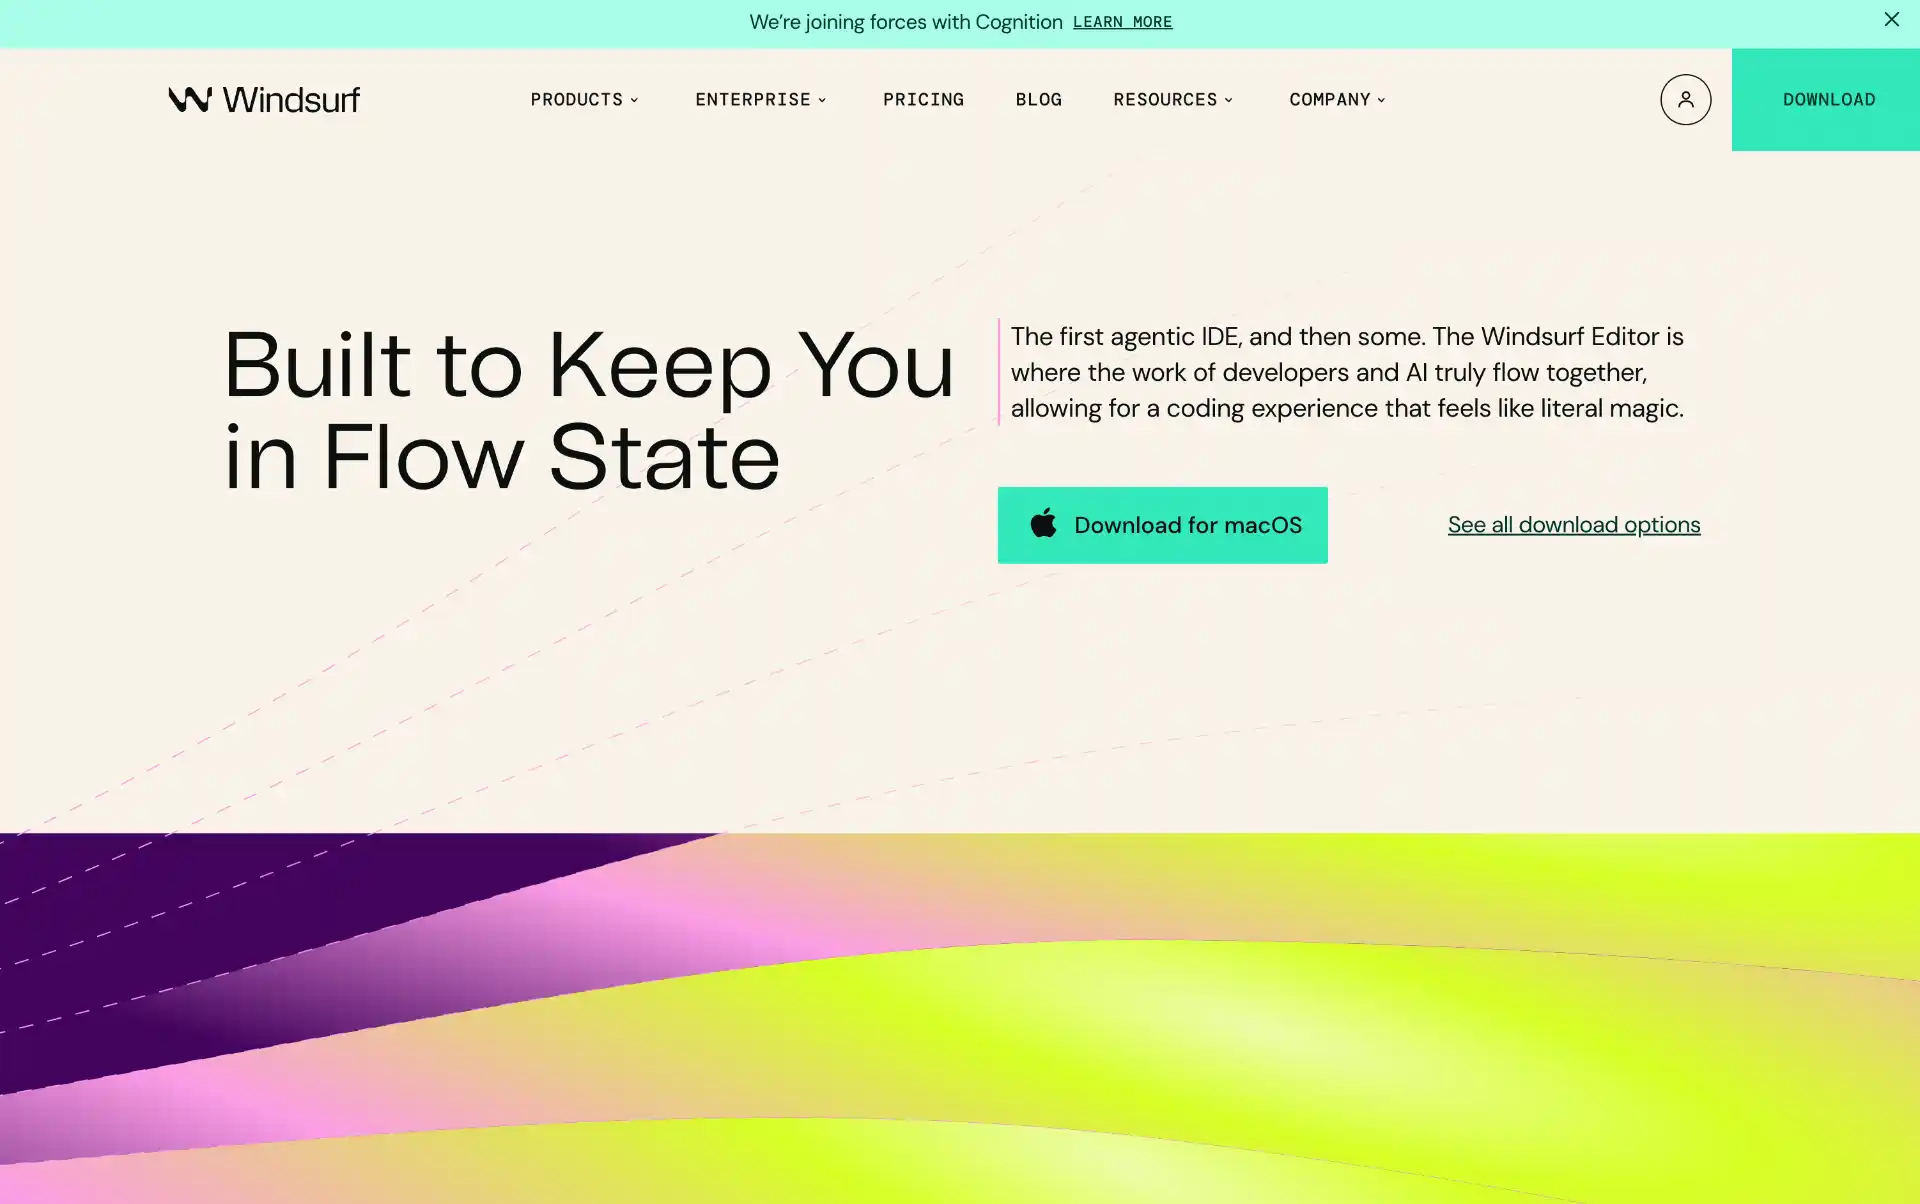 We’re joining forces with Cognition LEARN MORE
Windsurf
PRODUCTS
ENTERPRISE
PRICING
BLOG
RESOURCES
COMPANY
DOWNLOAD
Built to Keep You
in Flow State
The first agentic IDE, and then some. The Windsurf Editor is
where the work of developers and AI truly flow together,
allowing for a coding experience that feels like literal magic.
Download for macOS
See all download options